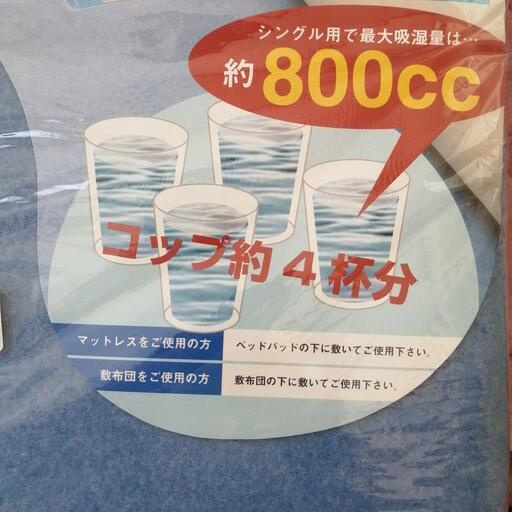 シングル用で最大吸湿量は…
約800cc
コップ約4杯分
マットレスをご使用の方 ベッドパッドの下に敷いてご使用下さい。
敷布団をご使用の方 敷布団の下に敷いてご使用下さい。